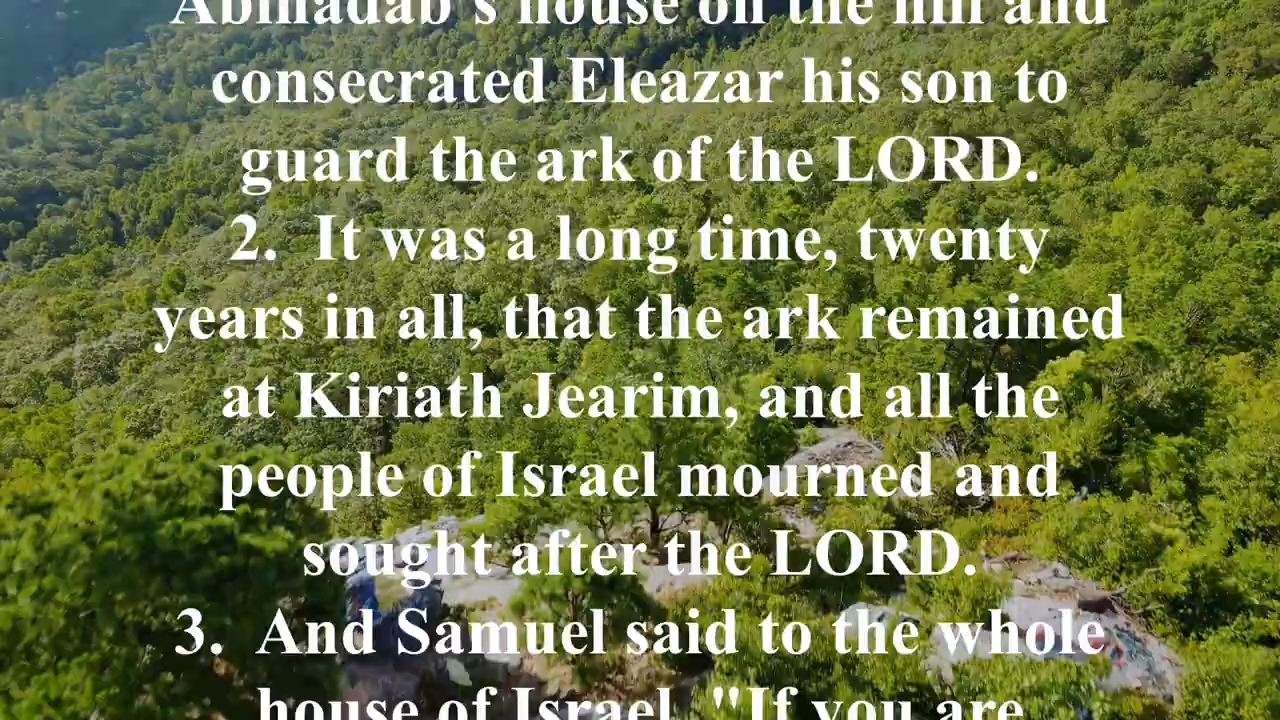 Abinadab's house on the hill and
consecrated Eleazar his son to
guard the ark of the LORD.
2. It was a long time, twenty
years in all, that the ark remained
at Kiriath Jearim, and all the
people of Israel mourned and
sought after the LORD.
3. And Samuel said to the whole
house of Israel, "If you are